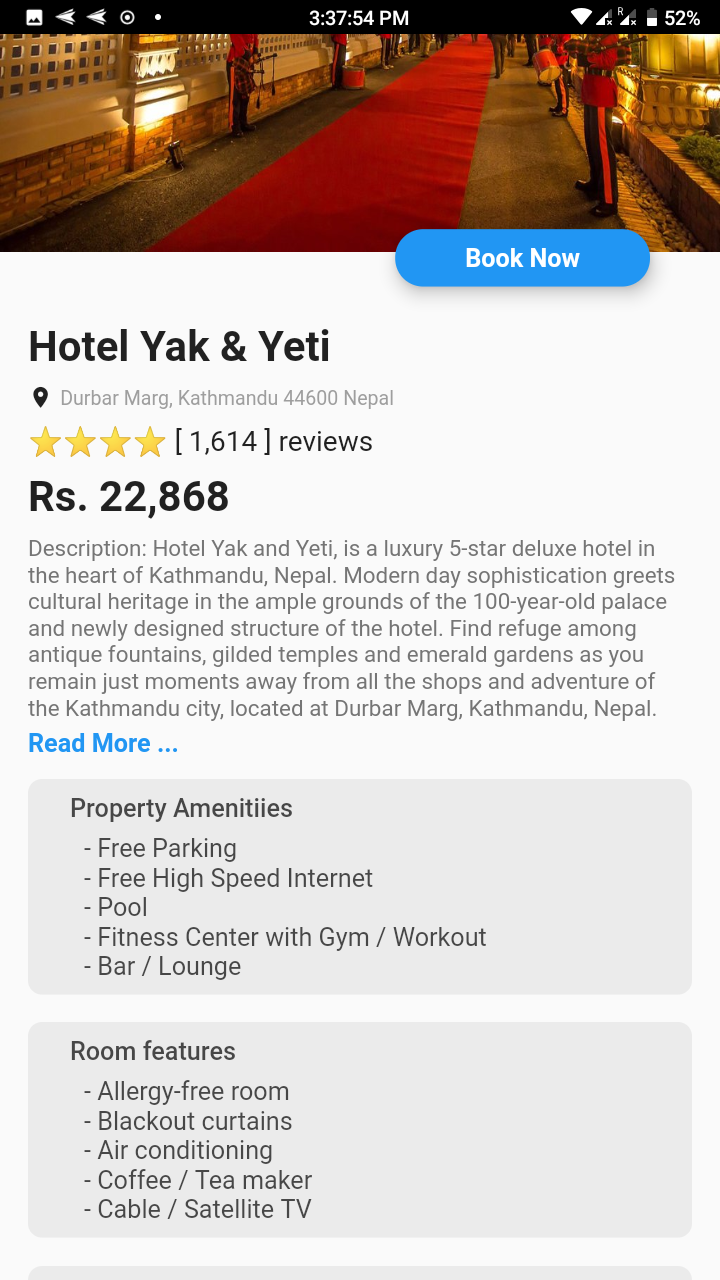 3:37:54 PM
R
52%
Book Now
Hotel Yak & Yeti
Durbar Marg, Kathmandu 44600 Nepal
[ 1,614 ] reviews
Rs. 22,868
Description: Hotel Yak and Yeti, is a luxury 5-star deluxe hotel in
the heart of Kathmandu, Nepal. Modern day sophistication greets
cultural heritage in the ample grounds of the 100-year-old palace
and newly designed structure of the hotel. Find refuge among
antique fountains, gilded temples and emerald gardens as you
remain just moments away from all the shops and adventure of
the Kathmandu city, located at Durbar Marg, Kathmandu, Nepal.
Read More ...
Property Amenitiies
- Free Parking
- Free High Speed Internet
- Pool
- Fitness Center with Gym / Workout
- Bar / Lounge
Room features
- Allergy-free room
- Blackout curtains
- Air conditioning
- Coffee / Tea maker
- Cable / Satellite TV